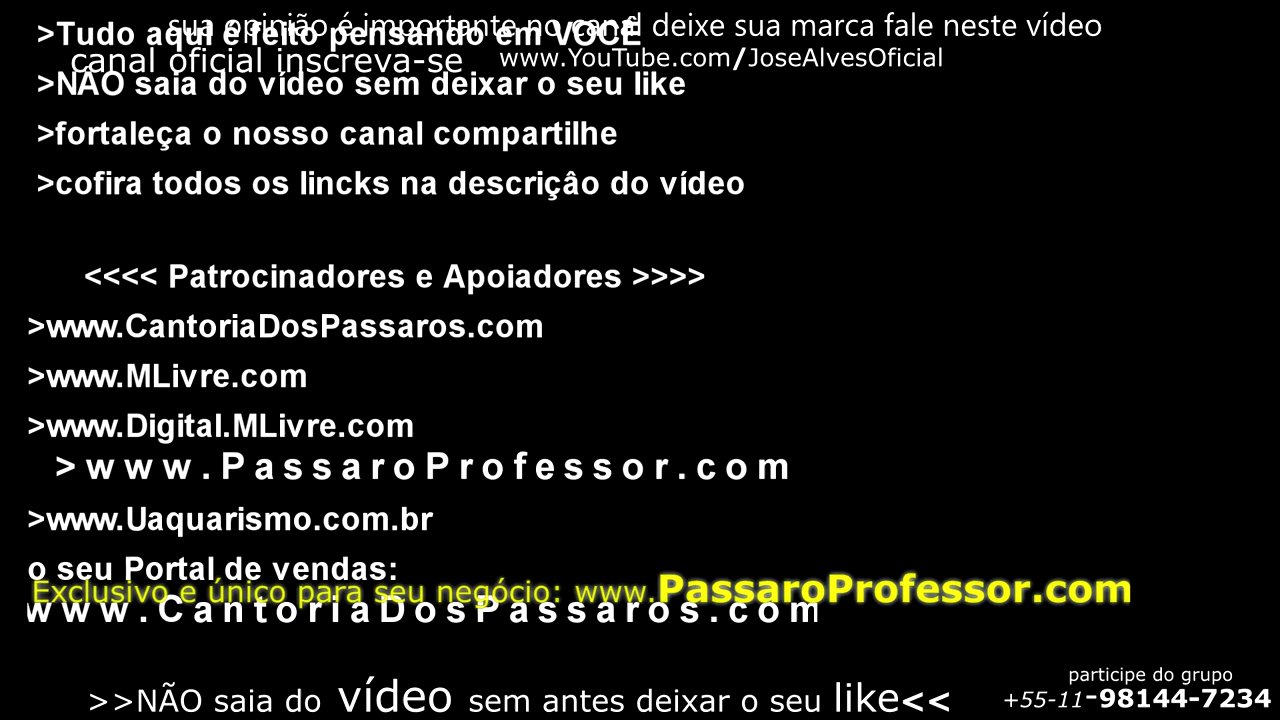 sua opinião é importante no canal deixe sua marca fale neste vídeo
>Tudo aqui é feito pensando em VOCÊ
canal oficial inscreva-se www.YouTube.com/JoseAlvesOficial
>NÂO saia do vídeo sem deixar o seu like
>fortaleça o nosso canal compartilhe
>cofira todos os lincks na descriçâo do vídeo
<<<< Patrocinadores e Apoiadores >>>>
>www.CantoriaDosPassaros.com
>www.MLivre.com
>www.Digital.MLivre.com
>www.PassaroProfessor.com
>www.Uaquarismo.com.br
o seu Portal de vendas:
Exclusivo e único para seu negócio: www.PassaroProfessor.com
www.CantoriaDosPassaros.com
participe do grupo
>>NÃO saia do vídeo sem antes deixar o seu like<<
+55-11-98144-7234